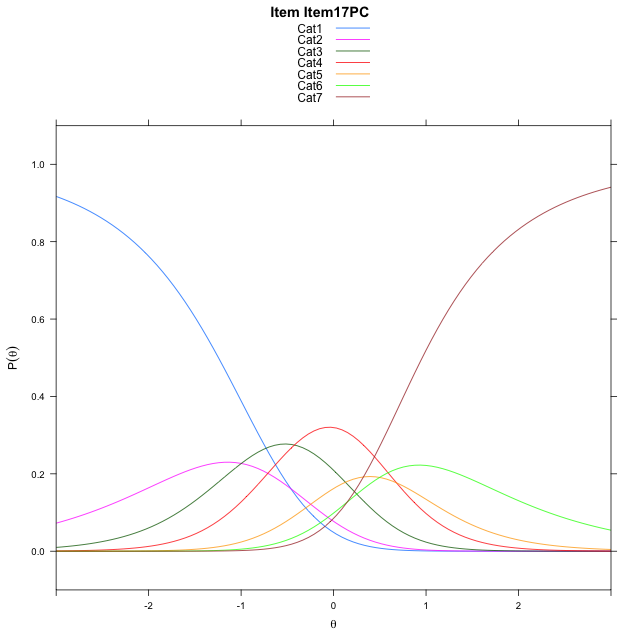 Item Item17PC
Cat1
Cat2
Cat3
Cat4
Cat5
Cat6
Cat7
1.0
0.8
0.6
0.4
0.2
0.0
P(θ)
-2 -1 0 1 2
θ